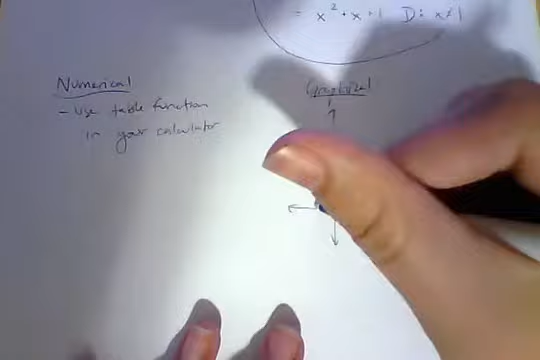 = x² + x + 1 D: x ≠ 1
Numerical
Graphical
- Use table function
in your calculator